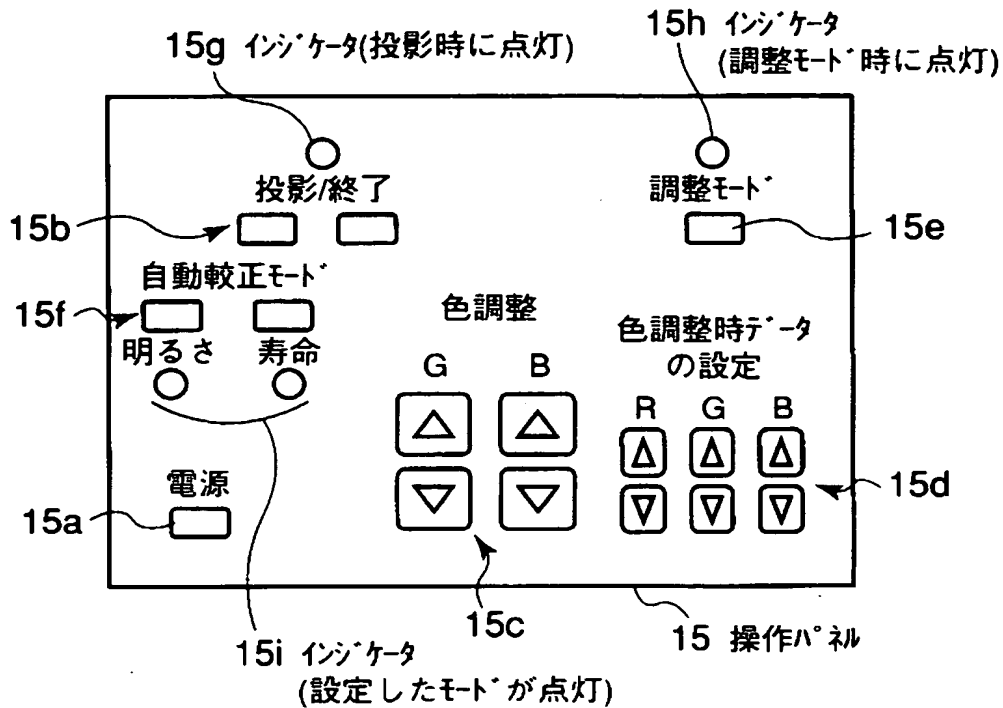 15g インジケータ(投影時に点灯)
15h インジケータ
(調整モード時に点灯)
投影/終了
調整モード
15b
15e
自動較正モード
15f
明るさ 寿命
色調整
G B
色調整時データ
の設定
R G B
電源
15a
15d
15c
15 操作パネル
15i インジケータ
(設定したモードが点灯)